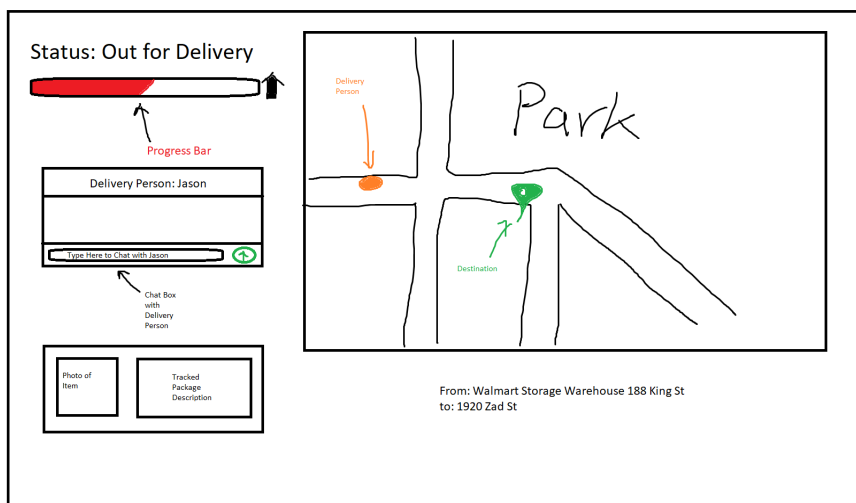 Status: Out for Delivery
Progress Bar
Delivery Person: Jason
Type Here to Chat with Jason
Chat Box
with
Delivery
Person
Photo of
Item
Tracked
Package
Description
Delivery
Person
Park
Destination
From: Walmart Storage Warehouse 188 King St
to: 1920 Zad St